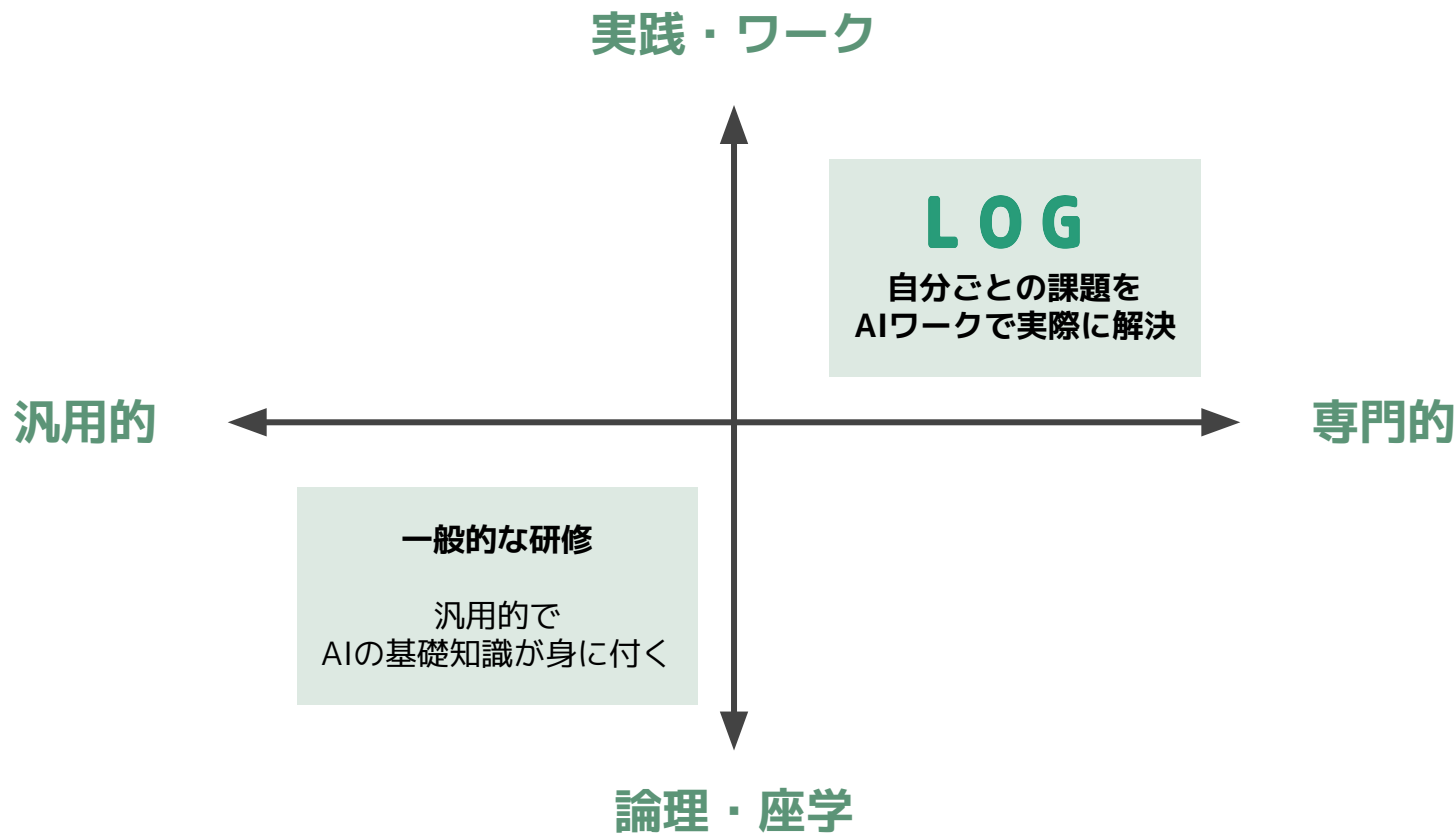 実践・ワーク
LOG
自分ごとの課題を
AIワークで実際に解決
汎用的
専門的
一般的な研修
汎用的で
AIの基礎知識が身に付く
論理・座学